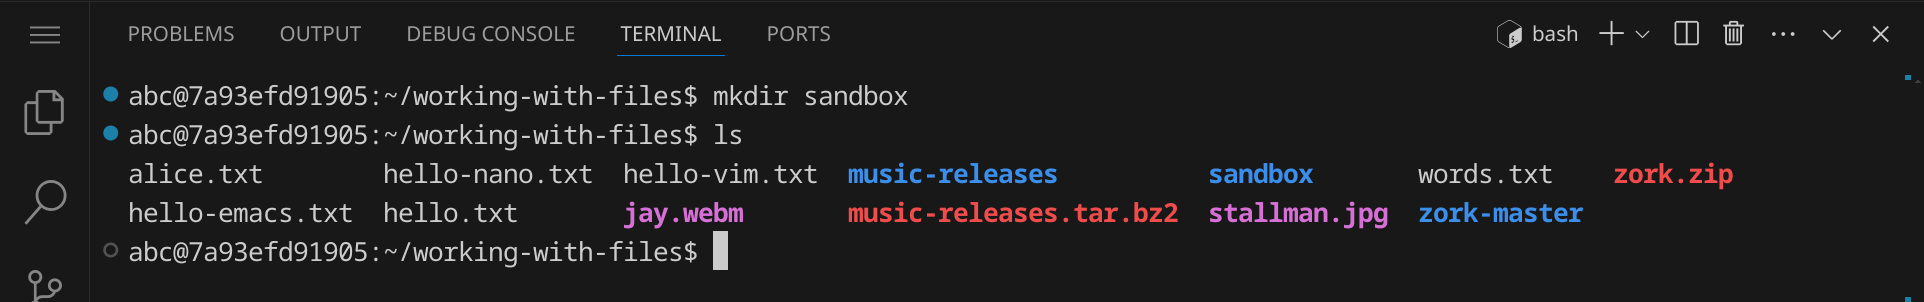 PROBLEMS OUTPUT DEBUG CONSOLE TERMINAL PORTS bash
abc@7a93efd91905:~/working-with-files$ mkdir sandbox
abc@7a93efd91905:~/working-with-files$ ls
alice.txt hello-nano.txt hello-vim.txt music-releases sandbox words.txt zork.zip
hello-emacs.txt hello.txt jay.webm music-releases.tar.bz2 stallman.jpg zork-master
abc@7a93efd91905:~/working-with-files$